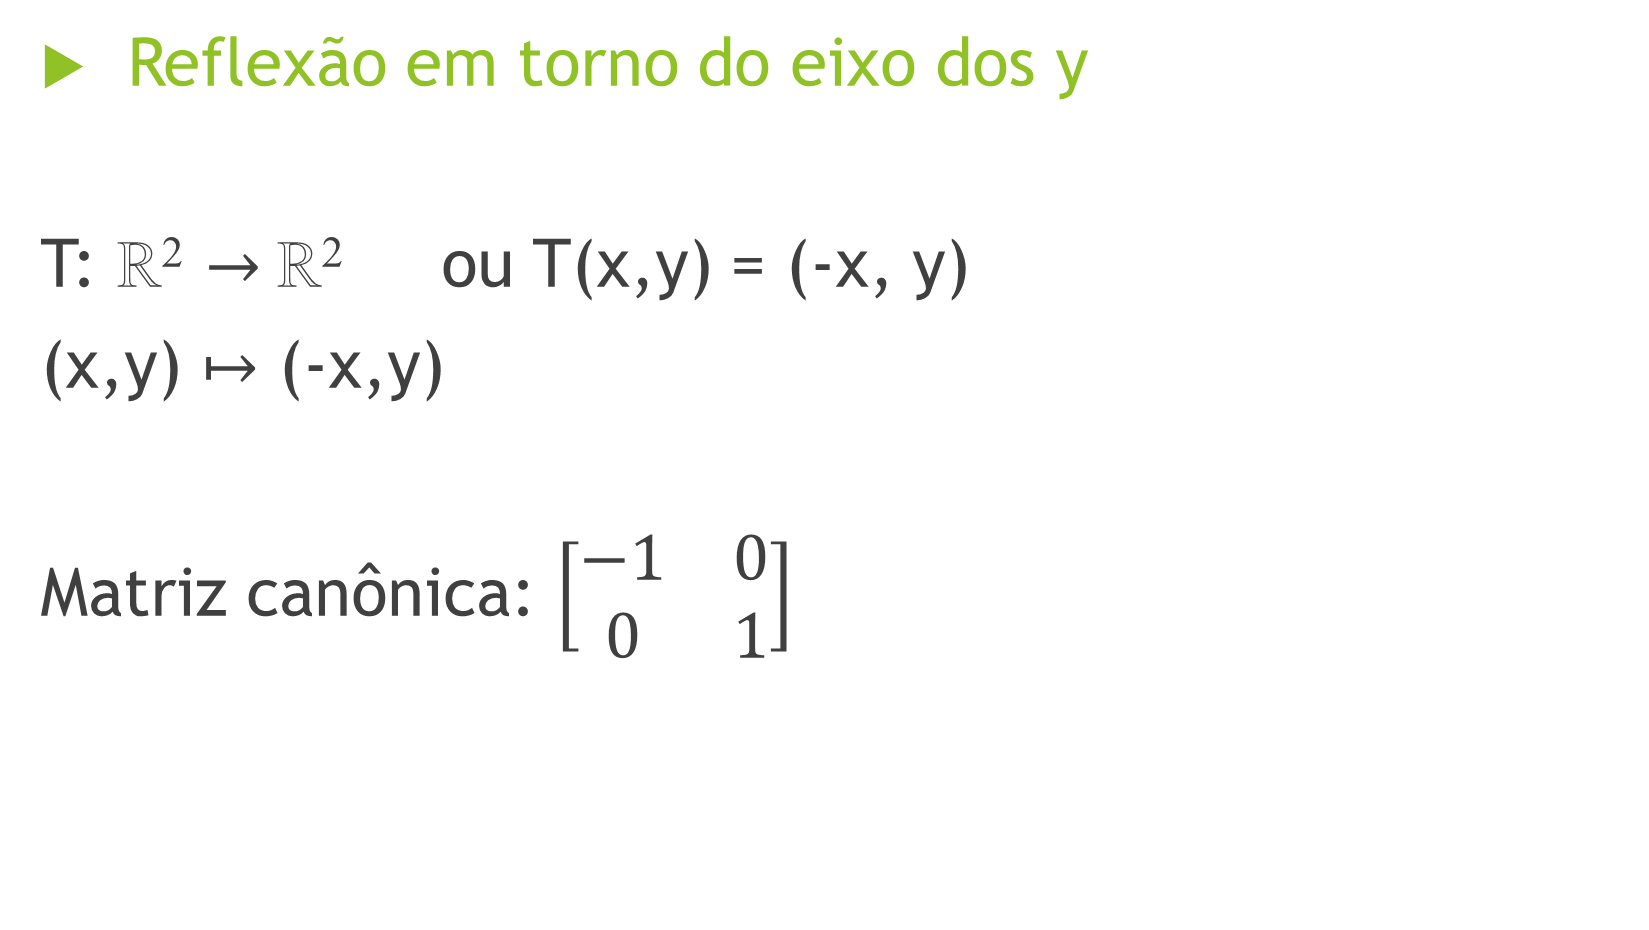 ▶ Reflexão em torno do eixo dos y
T: ℝ² → ℝ² ou T(x,y) = (-x, y)
(x,y) ↦ (-x,y)
Matriz canônica: [−1 0
0 1]